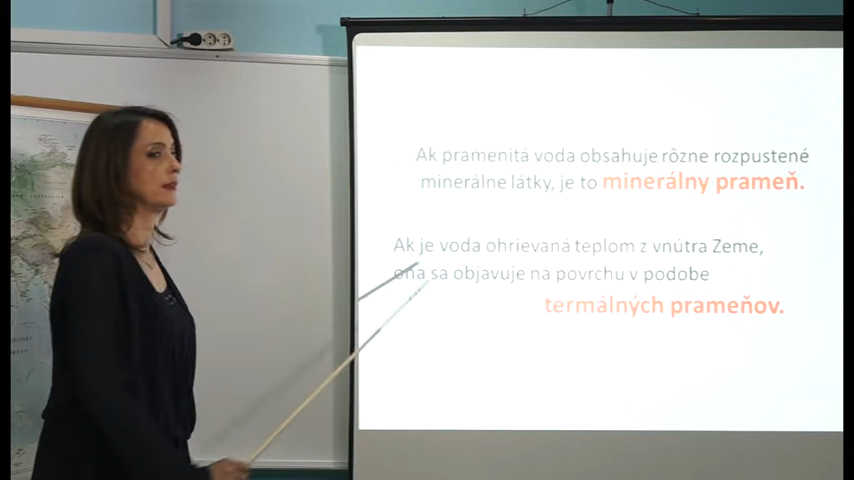 Ak pramenitá voda obsahuje rôzne rozpustené
minerálne látky, je to minerálny prameň.
Ak je voda ohrievaná teplom z vnútra Zeme,
ona sa objavuje na povrchu v podobe
termálných prameňov.